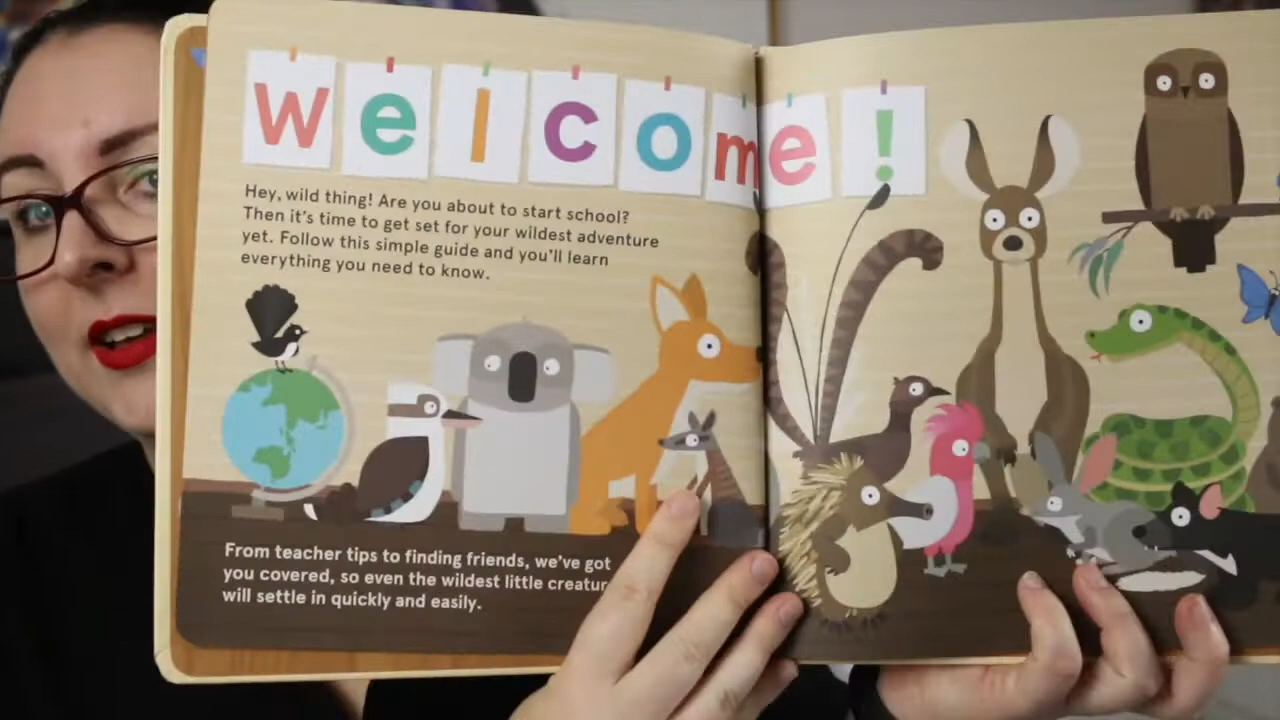 welcome!
Hey, wild thing! Are you about to start school?
Then it's time to get set for your wildest adventure
yet. Follow this simple guide and you'll learn
everything you need to know.
From teacher tips to finding friends, we've got
you covered, so even the wildest little
will settle in quickly and easily.